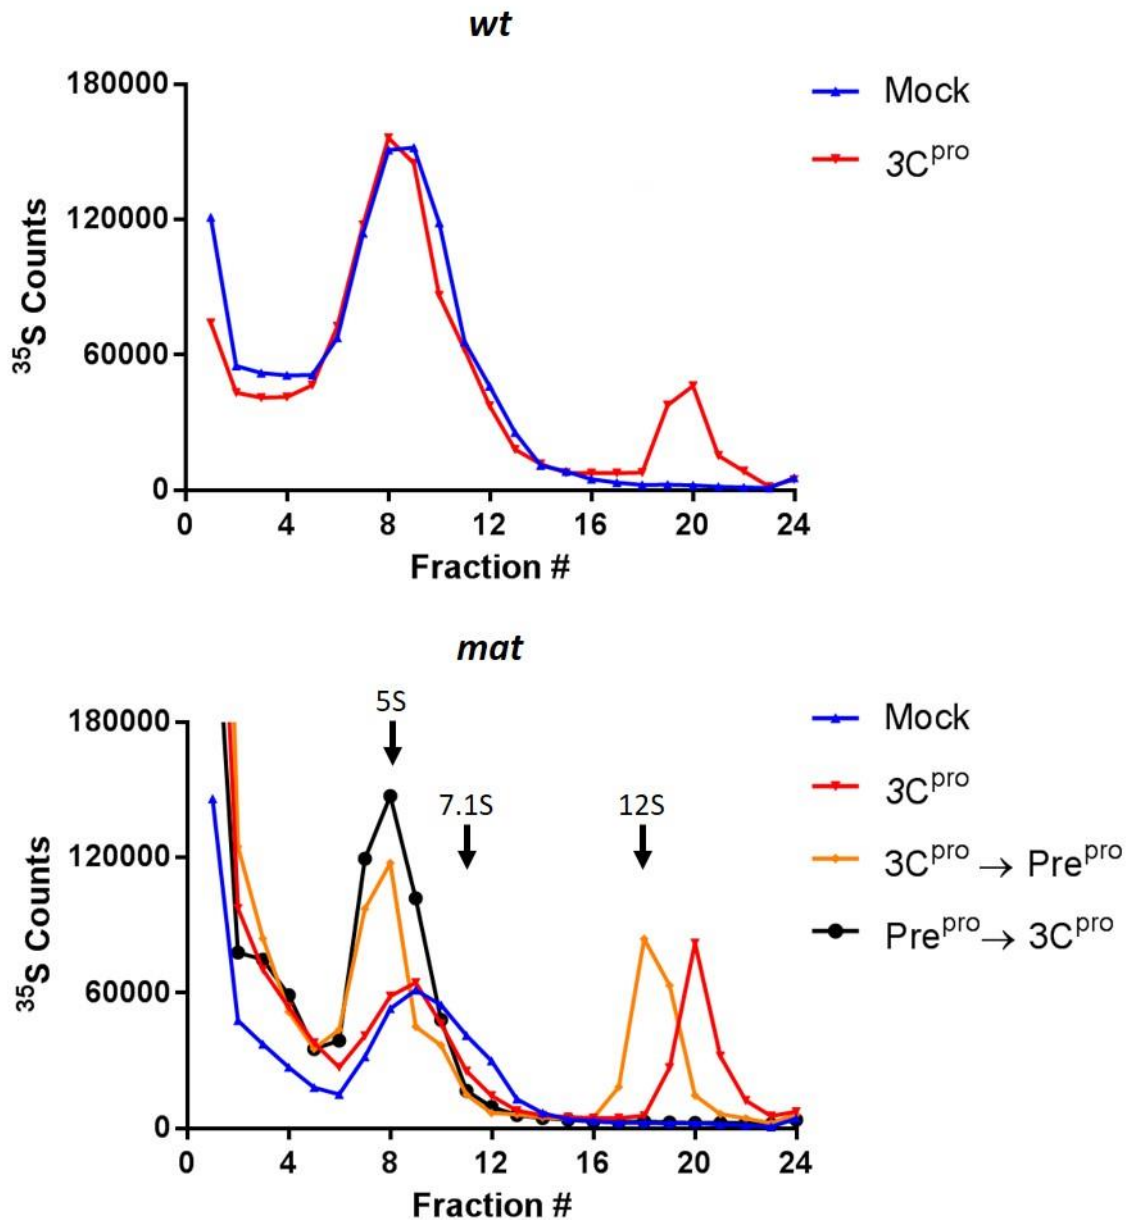 wt
180000
120000
60000
0
³⁵S Counts
0 4 8 12 16 20 24
Fraction #
Mock
3Cᵖʳᵒ
mat
180000
120000
60000
0
³⁵S Counts
5S
7.1S
12S
0 4 8 12 16 20 24
Fraction #
Mock
3Cᵖʳᵒ
3Cᵖʳᵒ → Preᵖʳᵒ
Preᵖʳᵒ → 3Cᵖʳᵒ